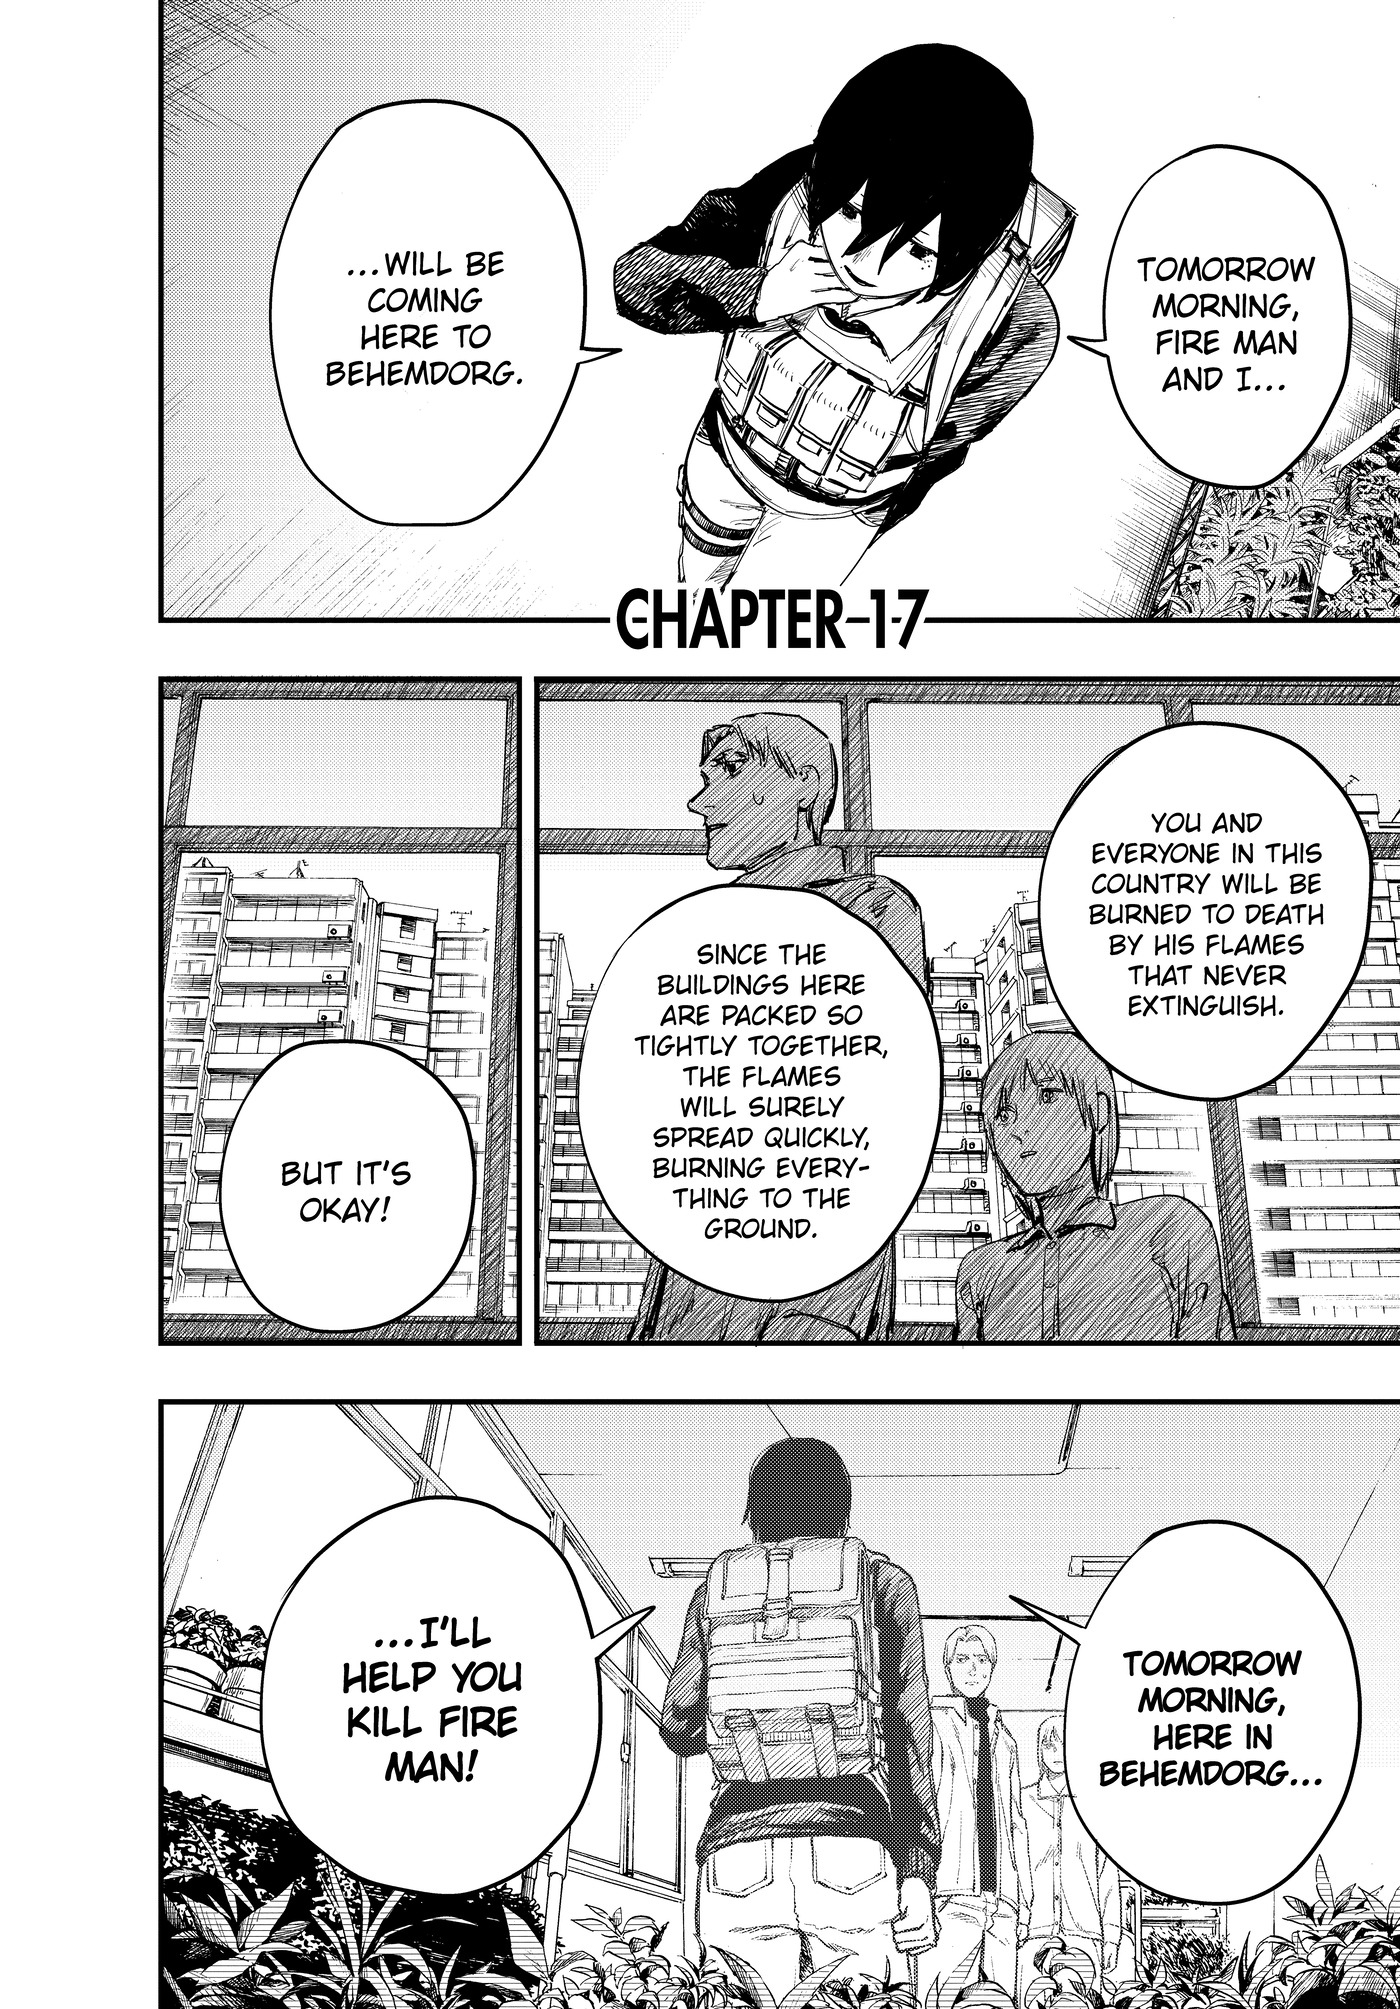 TOMORROW
MORNING,
FIRE MAN
AND I...
...WILL BE
COMING
HERE TO
BEHEMDORG.
CHAPTER 17
YOU AND
EVERYONE IN THIS
COUNTRY WILL BE
BURNED TO DEATH
BY HIS FLAMES
THAT NEVER
EXTINGUISH.
SINCE THE
BUILDINGS HERE
ARE PACKED SO
TIGHTLY TOGETHER,
THE FLAMES
WILL SURELY
SPREAD QUICKLY,
BURNING EVERY-
THING TO THE
GROUND.
BUT IT'S
OKAY!
TOMORROW
MORNING,
HERE IN
BEHEMDORG...
...I'LL
HELP YOU
KILL FIRE
MAN!